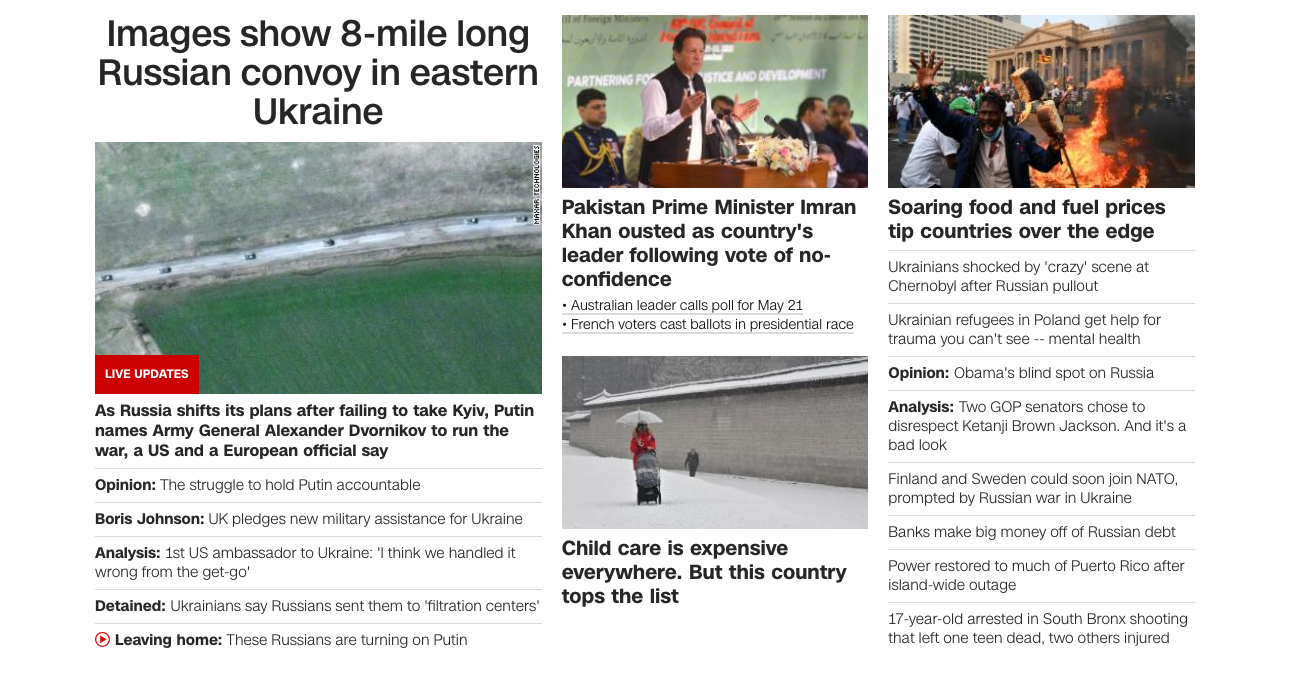 Images show 8-mile long
Russian convoy in eastern
Ukraine
MAXAR TECHNOLOGIES
LIVE UPDATES
As Russia shifts its plans after failing to take Kyiv, Putin
names Army General Alexander Dvornikov to run the
war, a US and a European official say
Opinion: The struggle to hold Putin accountable
Boris Johnson: UK pledges new military assistance for Ukraine
Analysis: 1st US ambassador to Ukraine: 'I think we handled it
wrong from the get-go'
Detained: Ukrainians say Russians sent them to 'filtration centers'
Leaving home: These Russians are turning on Putin
of Foreign Ministers
Council of
PARTNERING FO
JUSTICE AND DEVELOPMENT
Pakistan Prime Minister Imran
Khan ousted as country's
leader following vote of no-
confidence
• Australian leader calls poll for May 21
• French voters cast ballots in presidential race
Child care is expensive
everywhere. But this country
tops the list
Soaring food and fuel prices
tip countries over the edge
Ukrainians shocked by 'crazy' scene at
Chernobyl after Russian pullout
Ukrainian refugees in Poland get help for
trauma you can't see -- mental health
Opinion: Obama's blind spot on Russia
Analysis: Two GOP senators chose to
disrespect Ketanji Brown Jackson. And it's a
bad look
Finland and Sweden could soon join NATO,
prompted by Russian war in Ukraine
Banks make big money off of Russian debt
Power restored to much of Puerto Rico after
island-wide outage
17-year-old arrested in South Bronx shooting
that left one teen dead, two others injured